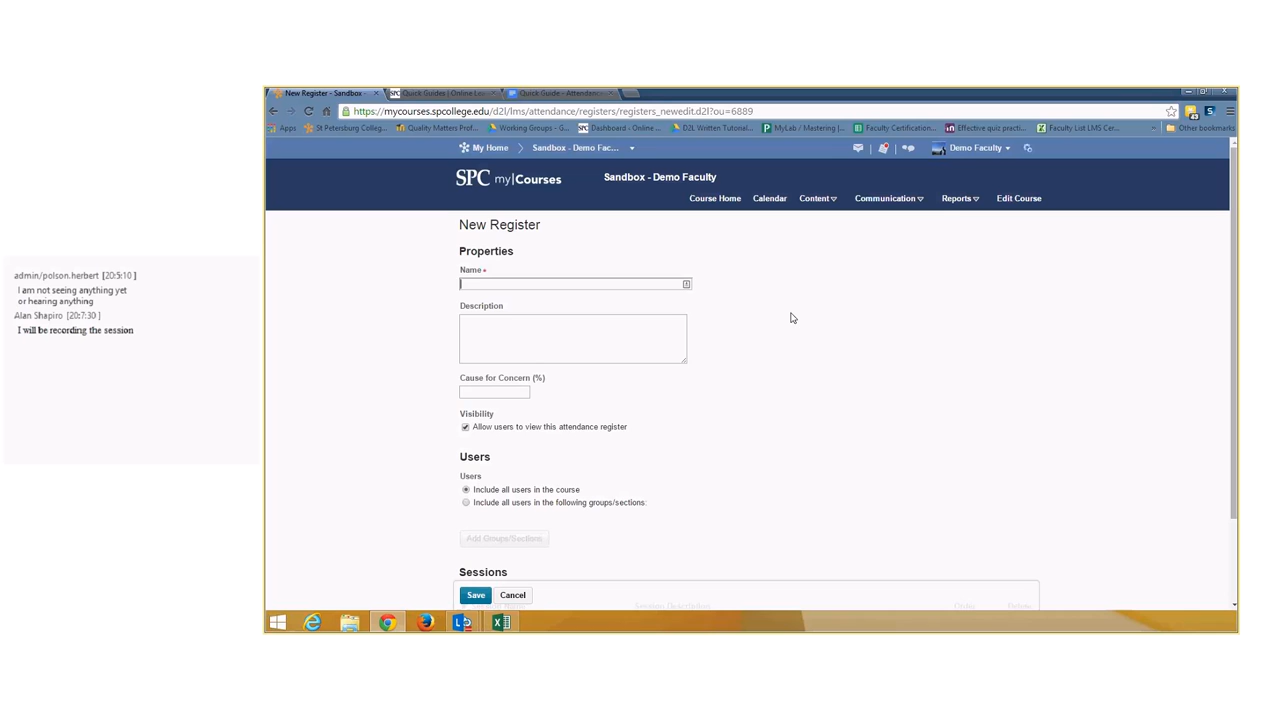 New Register - Sandbox -
Quick Guides | Online Le
Quick Guide - Attendanc
https://mycourses.spcollege.edu/d2l/lms/attendance/registers/registers_newedit.d2l?ou=6889
Apps
St Petersburg Colleg...
Quality Matters Prof...
Working Groups - G...
SPC Dashboard : Online ...
D2L Written Tutorial...
MyLab / Mastering |...
Faculty Certification...
Effective quiz practi...
Faculty List LMS Cer...
Other bookmarks
My Home
Sandbox - Demo Fac...
Demo Faculty
SPC my|Courses
Sandbox - Demo Faculty
Course Home
Calendar
Content
Communication
Reports
Edit Course
New Register
Properties
Name *
Description
Cause for Concern (%)
Visibility
Allow users to view this attendance register
Users
Users
Include all users in the course
Include all users in the following groups/sections:
Add Groups/Sections
Sessions
Save
Cancel
Session Description
admin/polson.herbert [20:5:10 ]
I am not seeing anything yet
or hearing anything
Alan Shapiro [20:7:30 ]
I will be recording the session